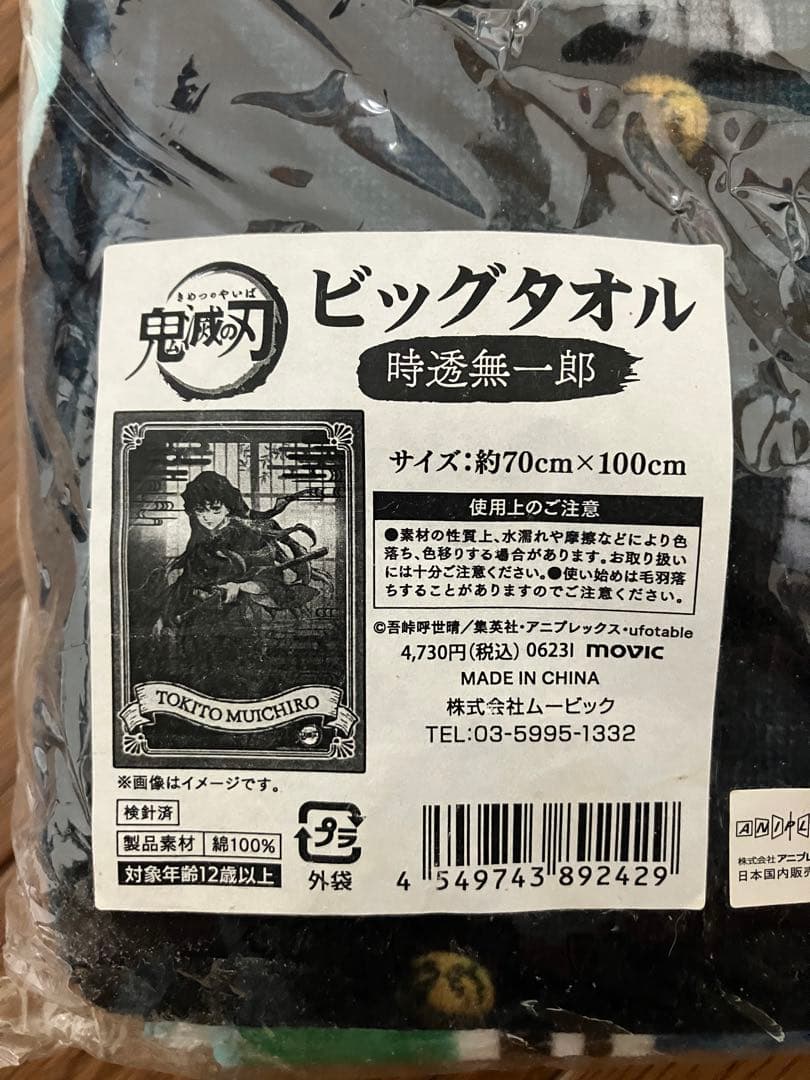 きめつのやいば
鬼滅の刃
ビッグタオル
時透無一郎
サイズ:約70cm×100cm
使用上のご注意
●素材の性質上、水濡れや摩擦などにより色
落ち、色移りする場合があります。お取り扱い
には十分ご注意ください。●使い始めは毛羽落
ちすることがありますのでご注意ください。
©吾峠呼世晴/集英社・アニプレックス・ufotable
4,730円(税込) 0623I movic
MADE IN CHINA
株式会社ムービック
TEL:03-5995-1332
TOKITO MUICHIRO
※画像はイメージです。
検針済
製品素材 綿100%
対象年齢12歳以上
プラ
外袋
4 549743 892429
ANIPL
株式会社アニプレ
日本国内販売